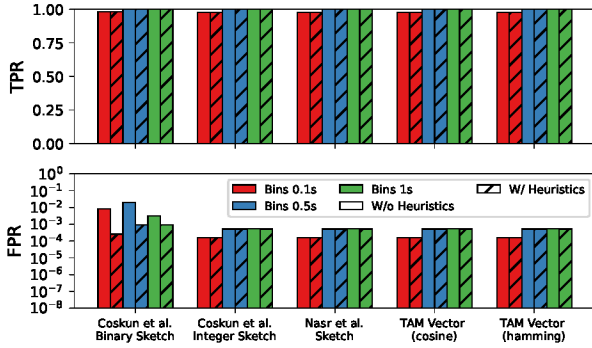 1.00
0.75
0.50
0.25
0.00
TPR
10⁰
10⁻¹
10⁻²
10⁻³
10⁻⁴
10⁻⁵
10⁻⁶
10⁻⁷
10⁻⁸
FPR
Bins 0.1s
Bins 0.5s
Bins 1s
W/o Heuristics
W/ Heuristics
Coskun et al.
Binary Sketch
Coskun et al.
Integer Sketch
Nasr et al.
Sketch
TAM Vector
(cosine)
TAM Vector
(hamming)